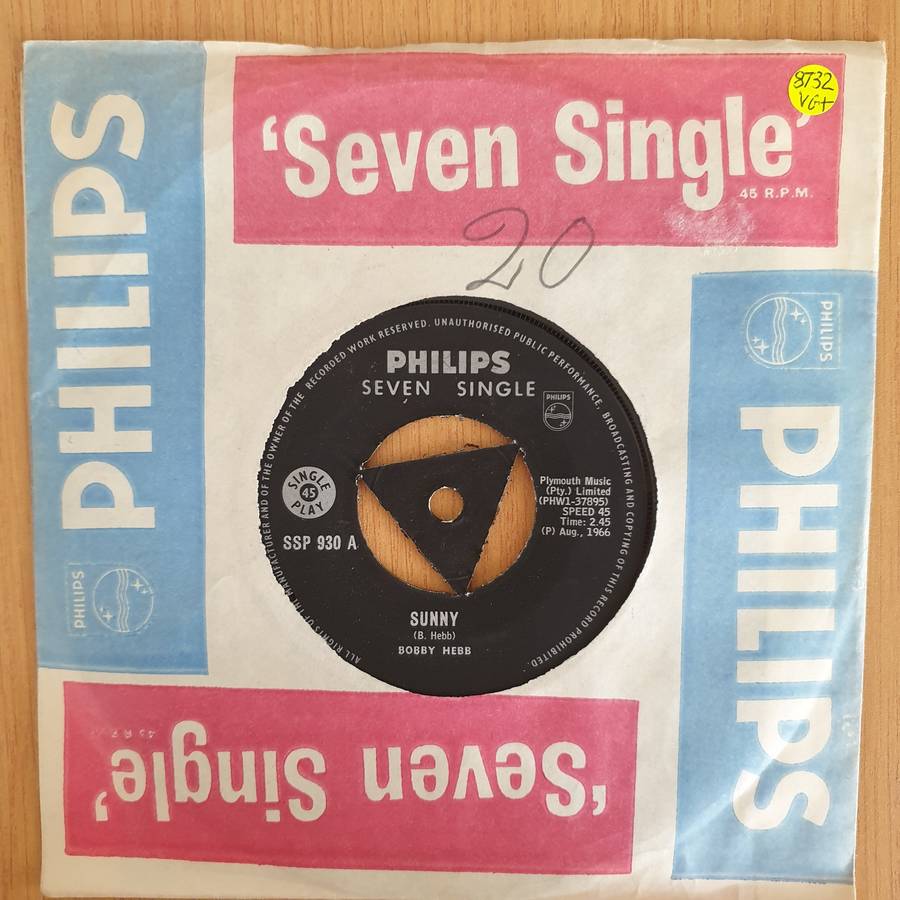 PHILIPS
'Seven Single'
45 R.P.M.
8732
VG+
20
PHILIPS
PHILIPS
PHILIPS
ALL RIGHTS OF THE MANUFACTURER AND OF THE OWNER OF THE RECORDED WORK RESERVED. UNAUTHORISED PUBLIC PERFORMANCE, BROADCASTING AND COPYING OF THIS RECORD PROHIBITED.
PHILIPS
SEVEN SINGLE
PHILIPS
SINGLE
45
PLAY
SSP 930 A
Plymouth Music
(Pty.) Limited
(PHW1-37895)
SPEED 45
Time: 2.45
(P) Aug., 1966
SUNNY
(B. Hebb)
BOBBY HEBB
PHILIPS
'Seven Single'